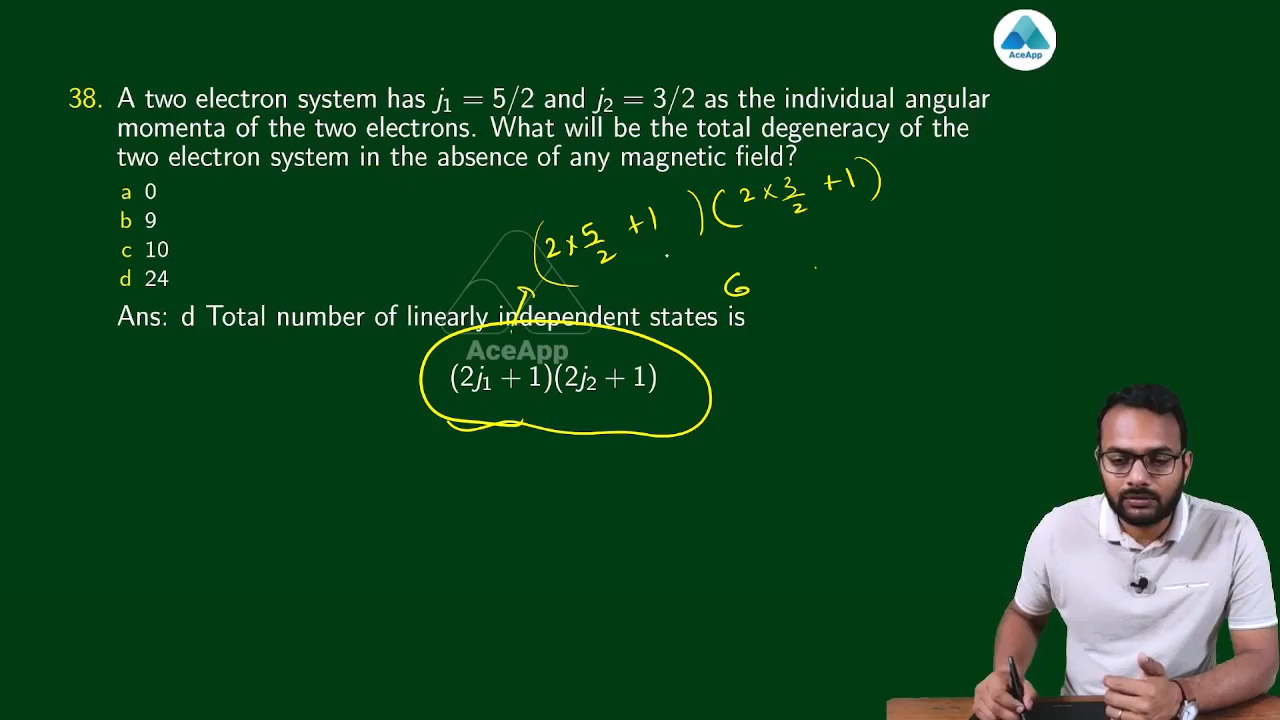 AceApp
38. A two electron system has j₁ = 5/2 and j₂ = 3/2 as the individual angular
momenta of the two electrons. What will be the total degeneracy of the
two electron system in the absence of any magnetic field?
a 0
b 9
c 10
d 24
(2 × 5/2 + 1) (2 × 3/2 + 1)
6
Ans: d Total number of linearly independent states is
AceApp
(2j₁ + 1)(2j₂ + 1)